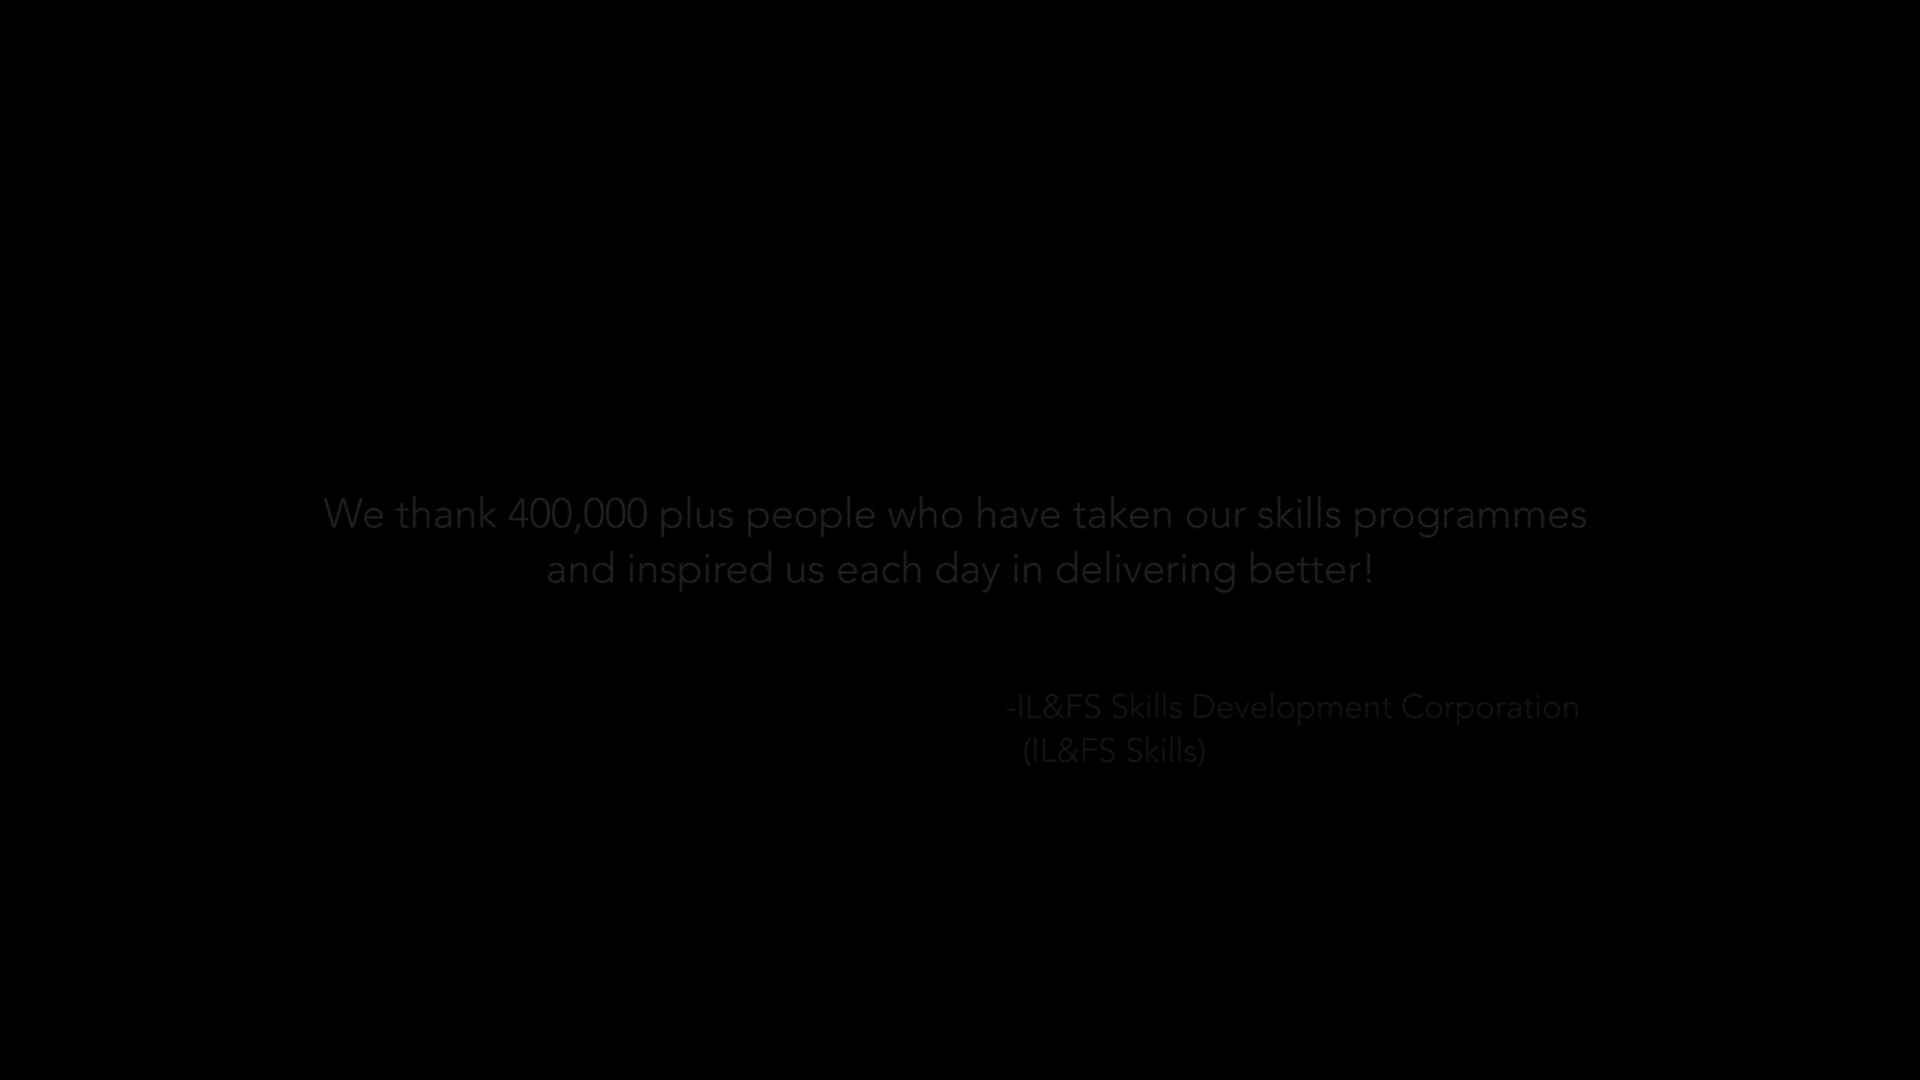 We thank 400,000 plus people who have taken our skills programmes
and inspired us each day in delivering better!
-IL&FS Skills Development Corporation
(IL&FS Skills)